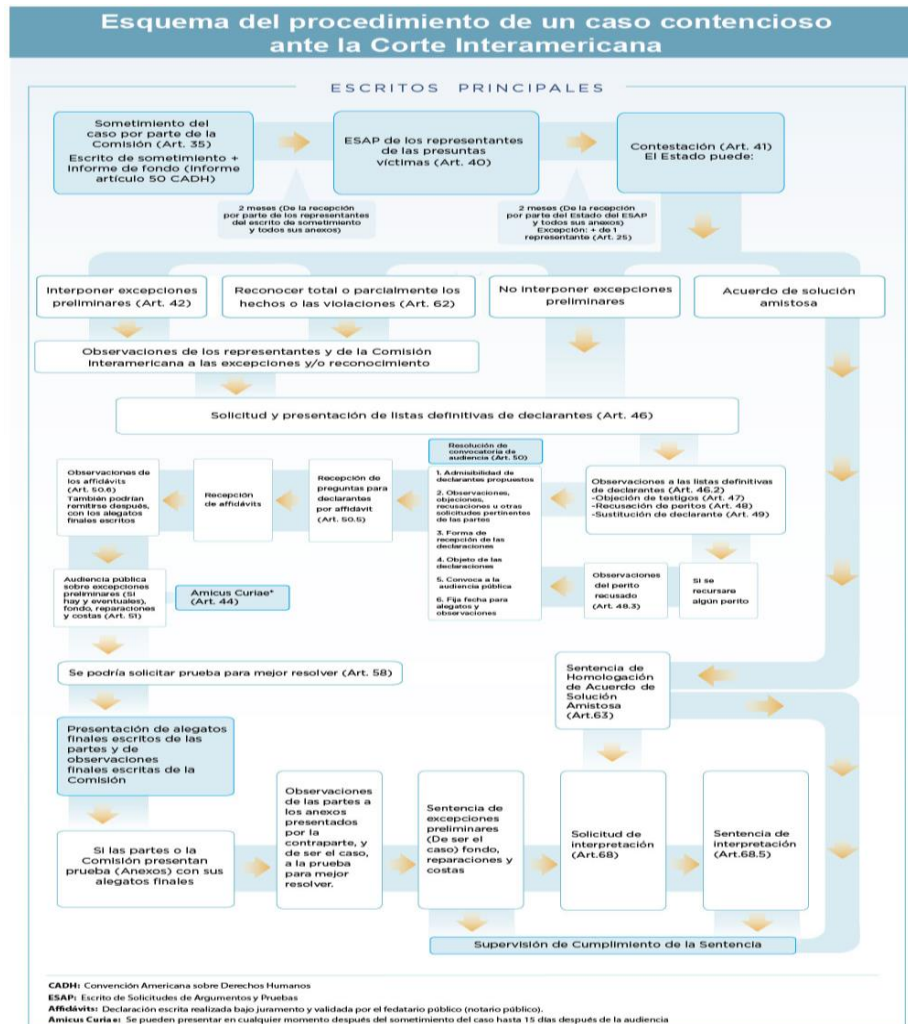 Esquema del procedimiento de un caso contencioso
ante la Corte Interamericana
ESCRITOS PRINCIPALES
Sometimiento del
caso por parte de la
Comisión (Art. 35)
Escrito de sometimiento +
Informe de fondo (Informe
artículo 50 CADH)
ESAP de los representantes
de las presuntas
víctimas (Art. 40)
Contestación (Art. 41)
El Estado puede:
2 meses (De la recepción
por parte de los representantes
del escrito de sometimiento
y todos sus anexos)
2 meses (De la recepción
por parte del Estado del ESAP
y todos sus anexos)
Excepción: + de 1
representante (Art. 25)
Interponer excepciones
preliminares (Art. 42)
Reconocer total o parcialmente los
hechos o las violaciones (Art. 62)
No interponer excepciones
preliminares
Acuerdo de solución
amistosa
Observaciones de los representantes y de la Comisión
Interamericana a las excepciones y/o reconocimiento
Solicitud y presentación de listas definitivas de declarantes (Art. 46)
Observaciones de
los affidávits
(Art. 50.6)
También podrían
remitirse después,
con los alegatos
finales escritos
Recepción
de affidávits
Recepción de
preguntas para
declarantes
por affidávit
(Art. 50.5)
Resolución de
convocatoria de
audiencia (Art. 50)
1. Admisibilidad de
declarantes propuestos
2. Observaciones,
objeciones,
recusaciones u otras
solicitudes pertinentes
de las partes
3. Forma de
recepción de las
declaraciones
4. Objeto de las
declaraciones
5. Convoca a la
audiencia pública
6. Fija fecha para
alegatos y
observaciones
Observaciones a las listas definitivas
de declarantes (Art. 46.2)
-Objeción de testigos (Art. 47)
-Recusación de peritos (Art. 48)
-Sustitución de declarante (Art. 49)
Observaciones
del perito
recusado
(Art. 48.3)
Si se
recursare
algún perito
Audiencia pública
sobre excepciones
preliminares (Si
hay y eventuales),
fondo, reparaciones
y costas (Art. 51)
Amicus Curiae*
(Art. 44)
Se podría solicitar prueba para mejor resolver (Art. 58)
Sentencia de
Homologación
de Acuerdo de
Solución
Amistosa
(Art.63)
Presentación de alegatos
finales escritos de las
partes y de
observaciones
finales escritas de la
Comisión
Si las partes o la
Comisión presentan
prueba (Anexos) con sus
alegatos finales
Observaciones
de las partes a
los anexos
presentados
por la
contraparte, y
de ser el caso,
a la prueba
para mejor
resolver.
Sentencia de
excepciones
preliminares
(De ser el
caso) fondo,
reparaciones y
costas
Solicitud de
interpretación
(Art.68)
Sentencia de
interpretación
(Art.68.5)
Supervisión de Cumplimiento de la Sentencia
CADH: Convención Americana sobre Derechos Humanos
ESAP: Escrito de Solicitudes de Argumentos y Pruebas
Affidávits: Declaración escrita realizada bajo juramento y validada por el fedatario público (notario público).
Amicus Curiae: Se pueden presentar en cualquier momento después del sometimiento del caso hasta 15 días después de la audiencia